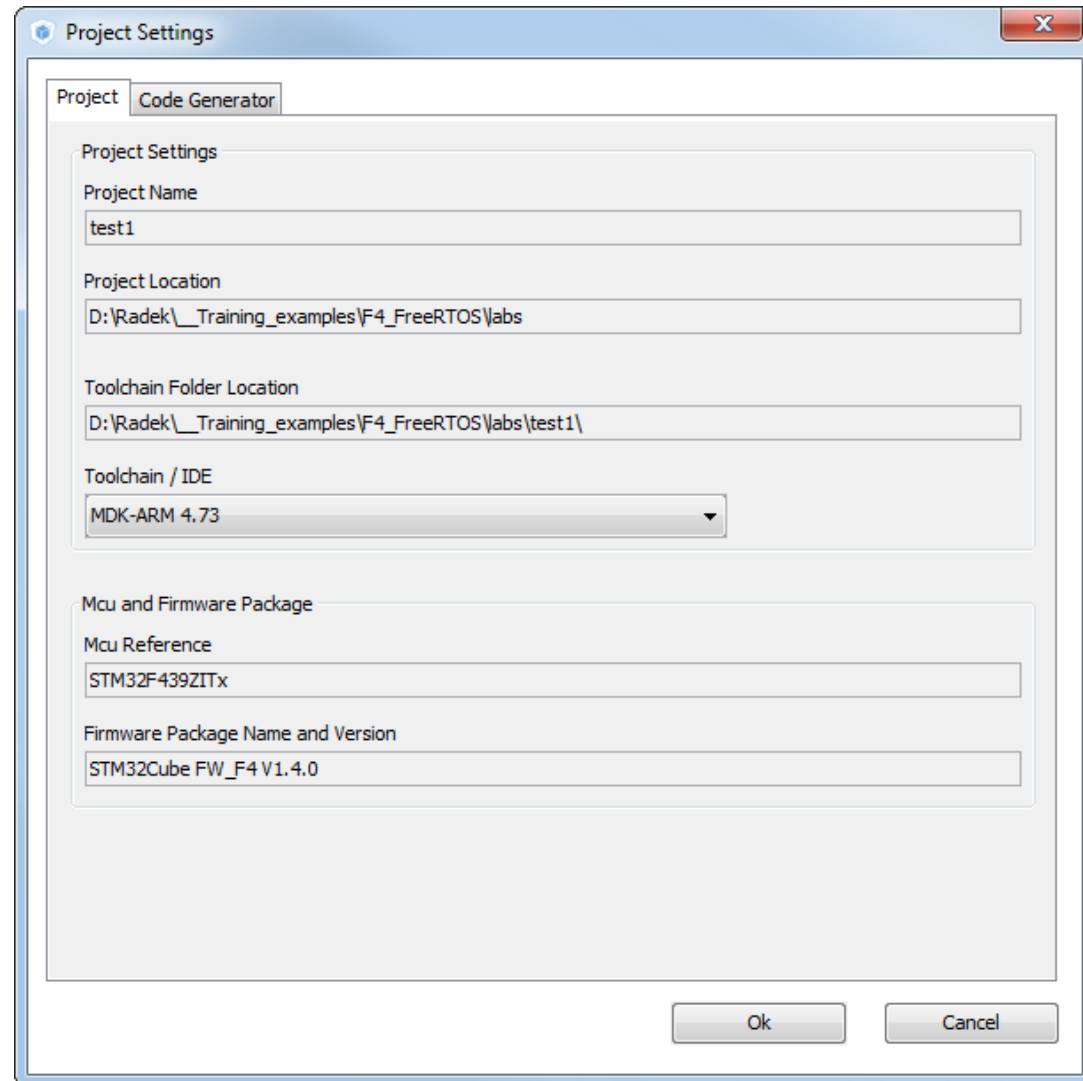 Project Settings
X
Project
Code Generator
Project Settings
Project Name
test1
Project Location
D:\Radek\__Training_examples\F4_FreeRTOS\labs
Toolchain Folder Location
D:\Radek\__Training_examples\F4_FreeRTOS\labs\test1\
Toolchain / IDE
MDK-ARM 4.73
Mcu and Firmware Package
Mcu Reference
STM32F439ZITx
Firmware Package Name and Version
STM32Cube FW_F4 V1.4.0
Ok
Cancel